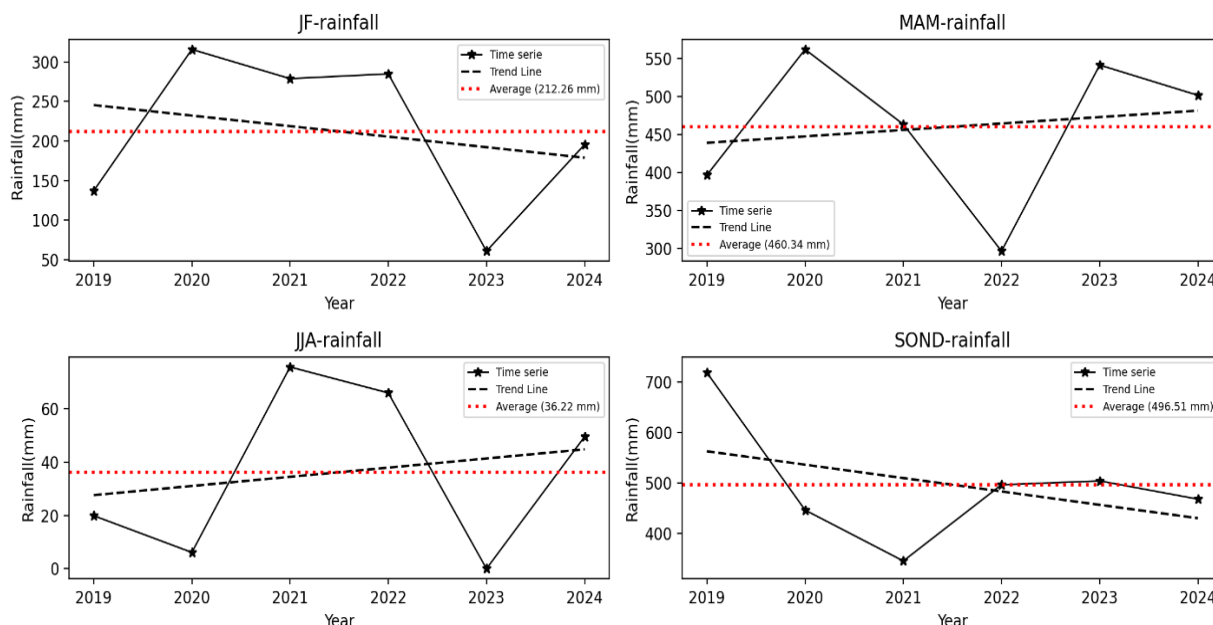 JF-rainfall
Rainfall(mm)
300
250
200
150
100
50
Time serie
Trend Line
Average (212.26 mm)
2019 2020 2021 2022 2023 2024
Year
MAM-rainfall
Rainfall(mm)
550
500
450
400
350
300
Time serie
Trend Line
Average (460.34 mm)
2019 2020 2021 2022 2023 2024
Year
JJA-rainfall
Rainfall(mm)
60
40
20
0
Time serie
Trend Line
Average (36.22 mm)
2019 2020 2021 2022 2023 2024
Year
SOND-rainfall
Rainfall(mm)
700
600
500
400
Time serie
Trend Line
Average (496.51 mm)
2019 2020 2021 2022 2023 2024
Year